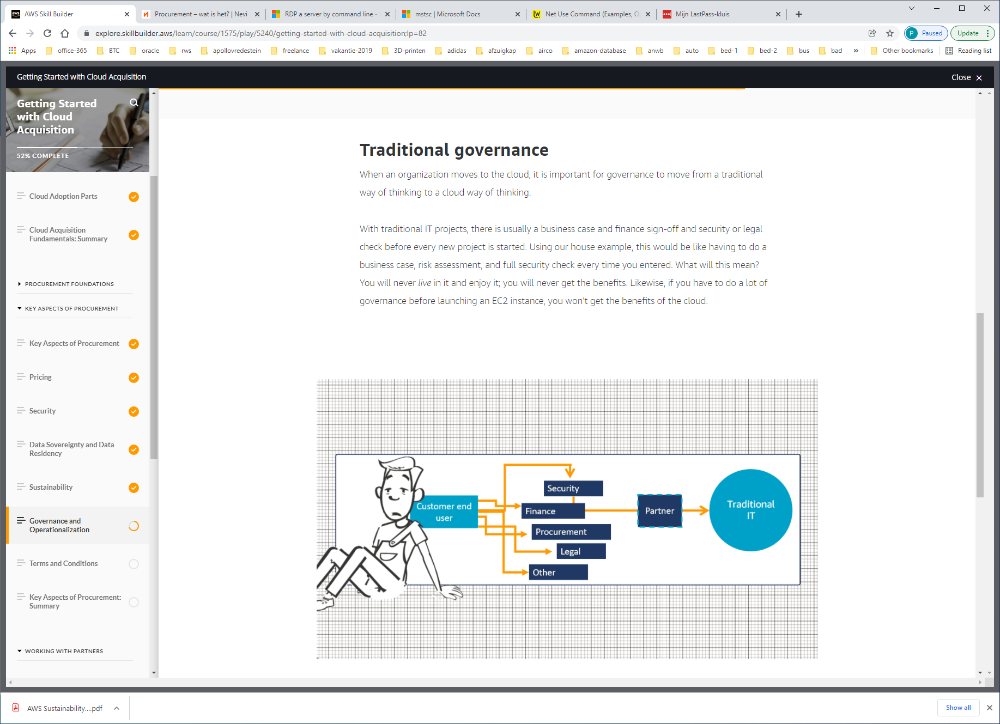 AWS Skill Builder
Procurement – wat is het? | Nevi
RDP a server by command line -
mstsc | Microsoft Docs
Net Use Command (Examples, O
Mijn LastPass-kluis
explore.skillbuilder.aws/learn/course/1575/play/5240/getting-started-with-cloud-acquisition;lp=82
P Paused
Update
Apps
office-365
BTC
oracle
rws
apollovredestein
freelance
vakantie-2019
3D-printen
adidas
afzuigkap
airco
amazon-database
anwb
auto
bed-1
bed-2
bus
bad
»
Other bookmarks
Reading list
Getting Started with Cloud Acquisition
Close
Getting Started
with Cloud
Acquisition
52% COMPLETE
Cloud Adoption Parts
Cloud Acquisition
Fundamentals: Summary
PROCUREMENT FOUNDATIONS
KEY ASPECTS OF PROCUREMENT
Key Aspects of Procurement
Pricing
Security
Data Sovereignty and Data
Residency
Sustainability
Governance and
Operationalization
Terms and Conditions
Key Aspects of Procurement:
Summary
WORKING WITH PARTNERS
Traditional governance
When an organization moves to the cloud, it is important for governance to move from a traditional
way of thinking to a cloud way of thinking.
With traditional IT projects, there is usually a business case and finance sign-off and security or legal
check before every new project is started. Using our house example, this would be like having to do a
business case, risk assessment, and full security check every time you entered. What will this mean?
You will never live in it and enjoy it; you will never get the benefits. Likewise, if you have to do a lot of
governance before launching an EC2 instance, you won't get the benefits of the cloud.
Customer end
user
Security
Finance
Procurement
Legal
Other
Partner
Traditional
IT
AWS Sustainability....pdf
Show all